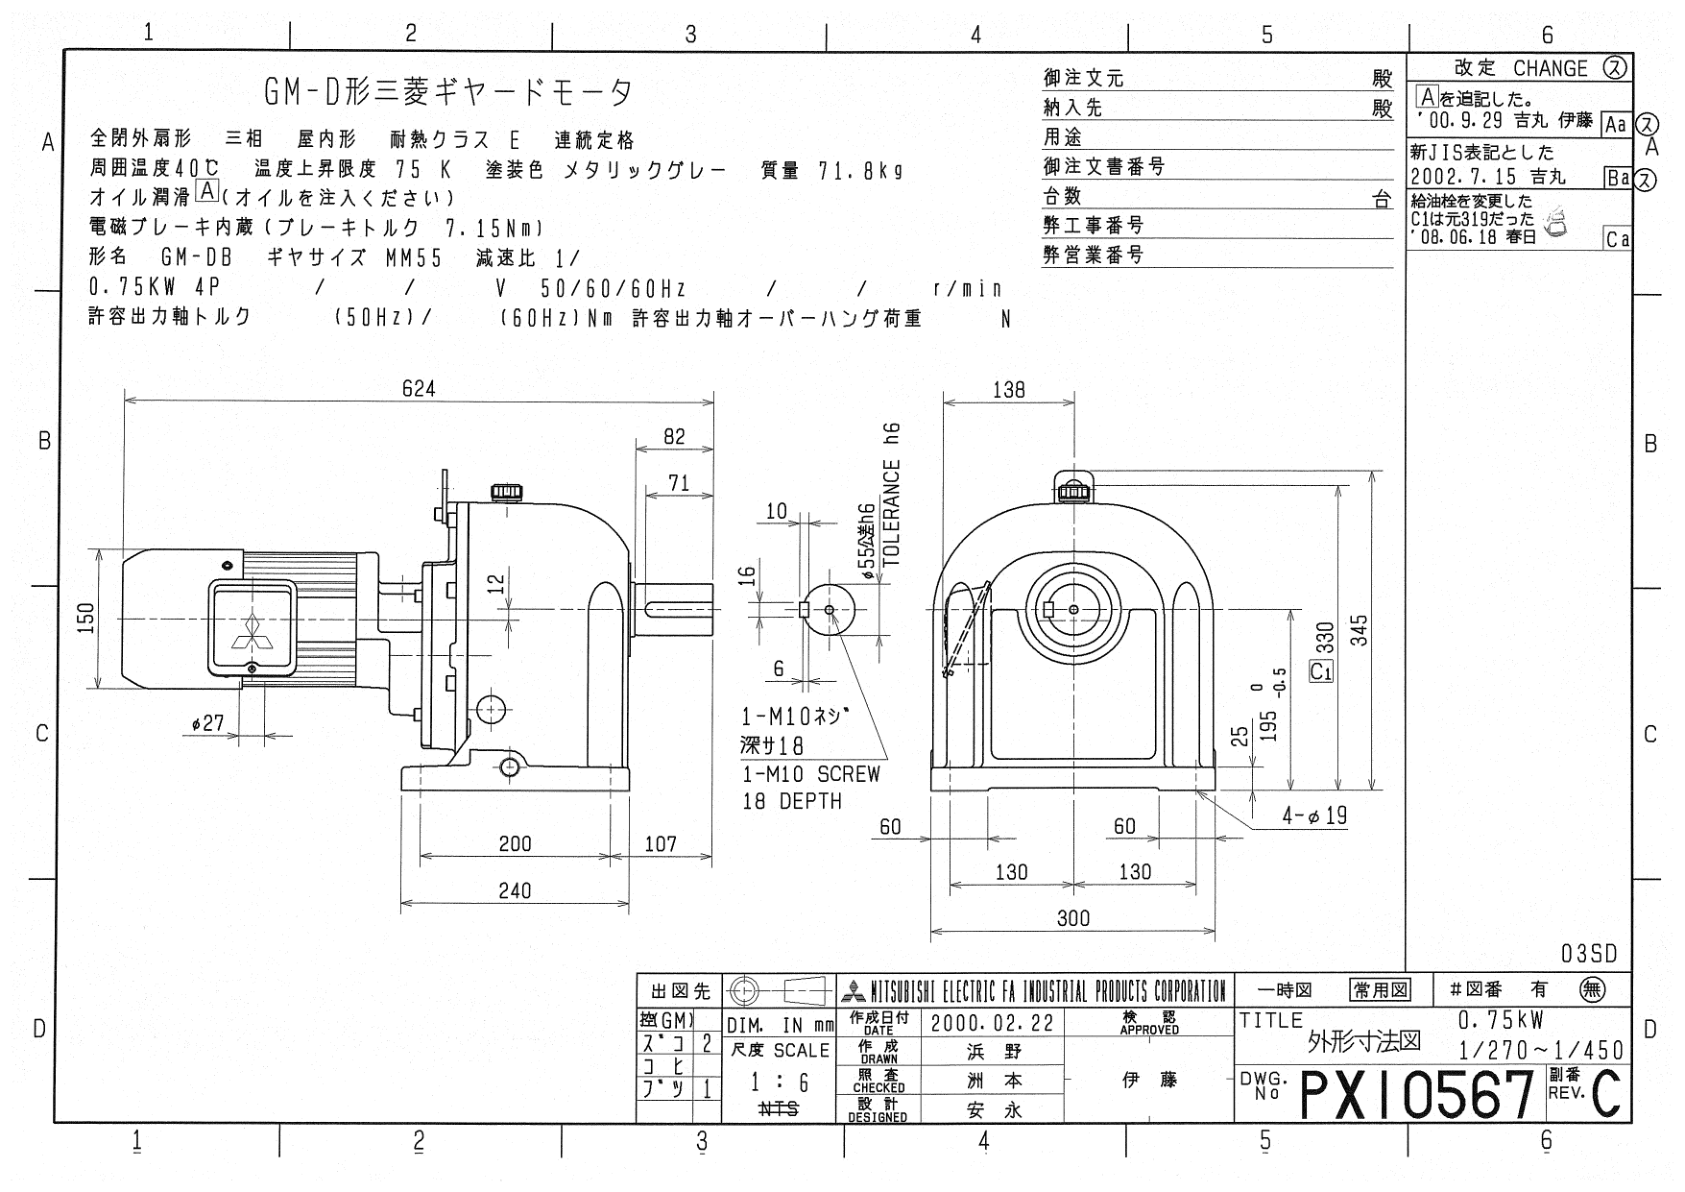 1 2 3 4 5 6
GM-D形三菱ギヤードモータ
全閉外扇形 三相 屋内形 耐熱クラス E 連続定格
周囲温度40℃ 温度上昇限度 75 K 塗装色 メタリックグレー 質量 71.8kg
オイル潤滑 A (オイルを注入ください)
電磁ブレーキ内蔵(ブレーキトルク 7.15Nm)
形名 GM-DB ギヤサイズ MM55 減速比 1/
0.75KW 4P / / V 50/60/60Hz / / r/min
許容出力軸トルク (50Hz)/ (60Hz)Nm 許容出力軸オーバーハング荷重 N
御注文元 殿
納入先 殿
用途
御注文書番号
台数 台
弊工事番号
弊営業番号
改定 CHANGE ス
Aを追記した。
'00.9.29 吉丸 伊藤 Aa ス
新JIS表記とした
2002.7.15 吉丸 Ba ス
給油栓を変更した
C1は元319だった
'08.06.18 春日 Ca
A
A
B
B
C
C
D
D
624
82
71
150
12
φ27
200
107
240
10
16
6
φ55公差h6
TOLERANCE h6
1-M10ネジ
深サ18
1-M10 SCREW
18 DEPTH
138
345
C1 330
195 0 -0.5
25
4-φ19
60
60
130
130
300
03SD
出図先
控(GM)
ズコ 2
コヒ
ブツ 1
DIM. IN mm
尺度 SCALE
1 : 6
NTS
MITSUBISHI ELECTRIC FA INDUSTRIAL PRODUCTS CORPORATION
作成日付 DATE
2000.02.22
検認 APPROVED
作成 DRAWN
浜野
照査 CHECKED
洲本
伊藤
設計 DESIGNED
安永
一時図 常用図
#図番 有 無
TITLE
外形寸法図
0.75KW
1/270~1/450
DWG. No
PX10567
副番 REV.
C
1 2 3 4 5 6